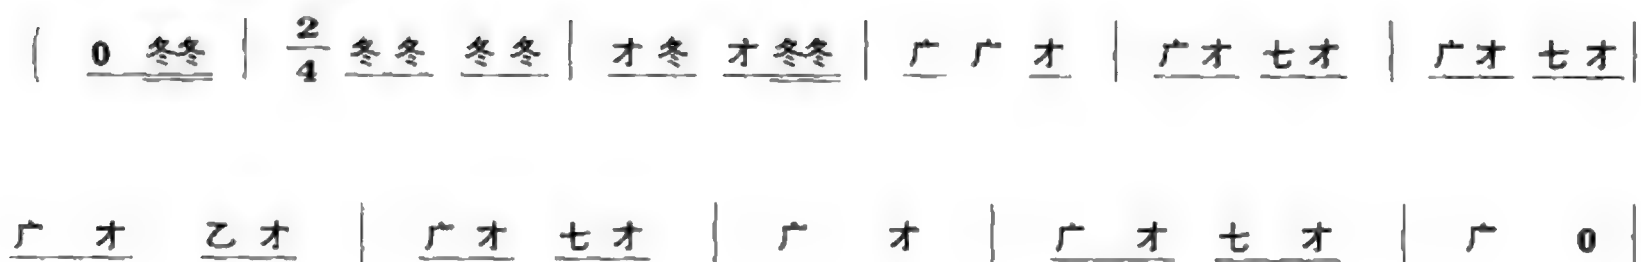 ( 0 冬冬 | 2/4 冬冬 冬冬 | 才冬 才冬冬 | 广 广 才 | 广才 七才 | 广才 七才 |
广 才 乙才 | 广才 七才 | 广 才 | 广 才 七 才 | 广 0 |